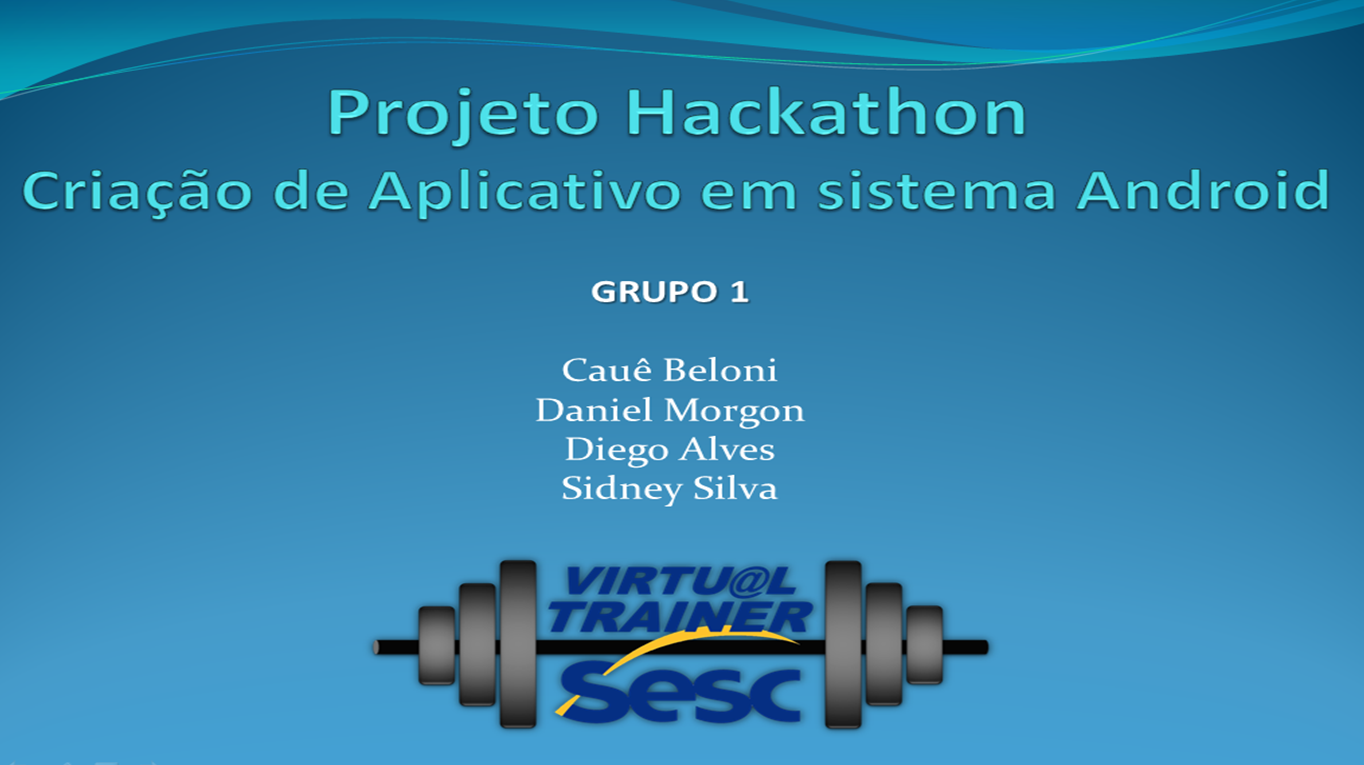 Projeto Hackathon
Criação de Aplicativo em sistema Android
GRUPO 1
Cauê Beloni
Daniel Morgon
Diego Alves
Sidney Silva
VIRTU@L
TRAINER
Sesc